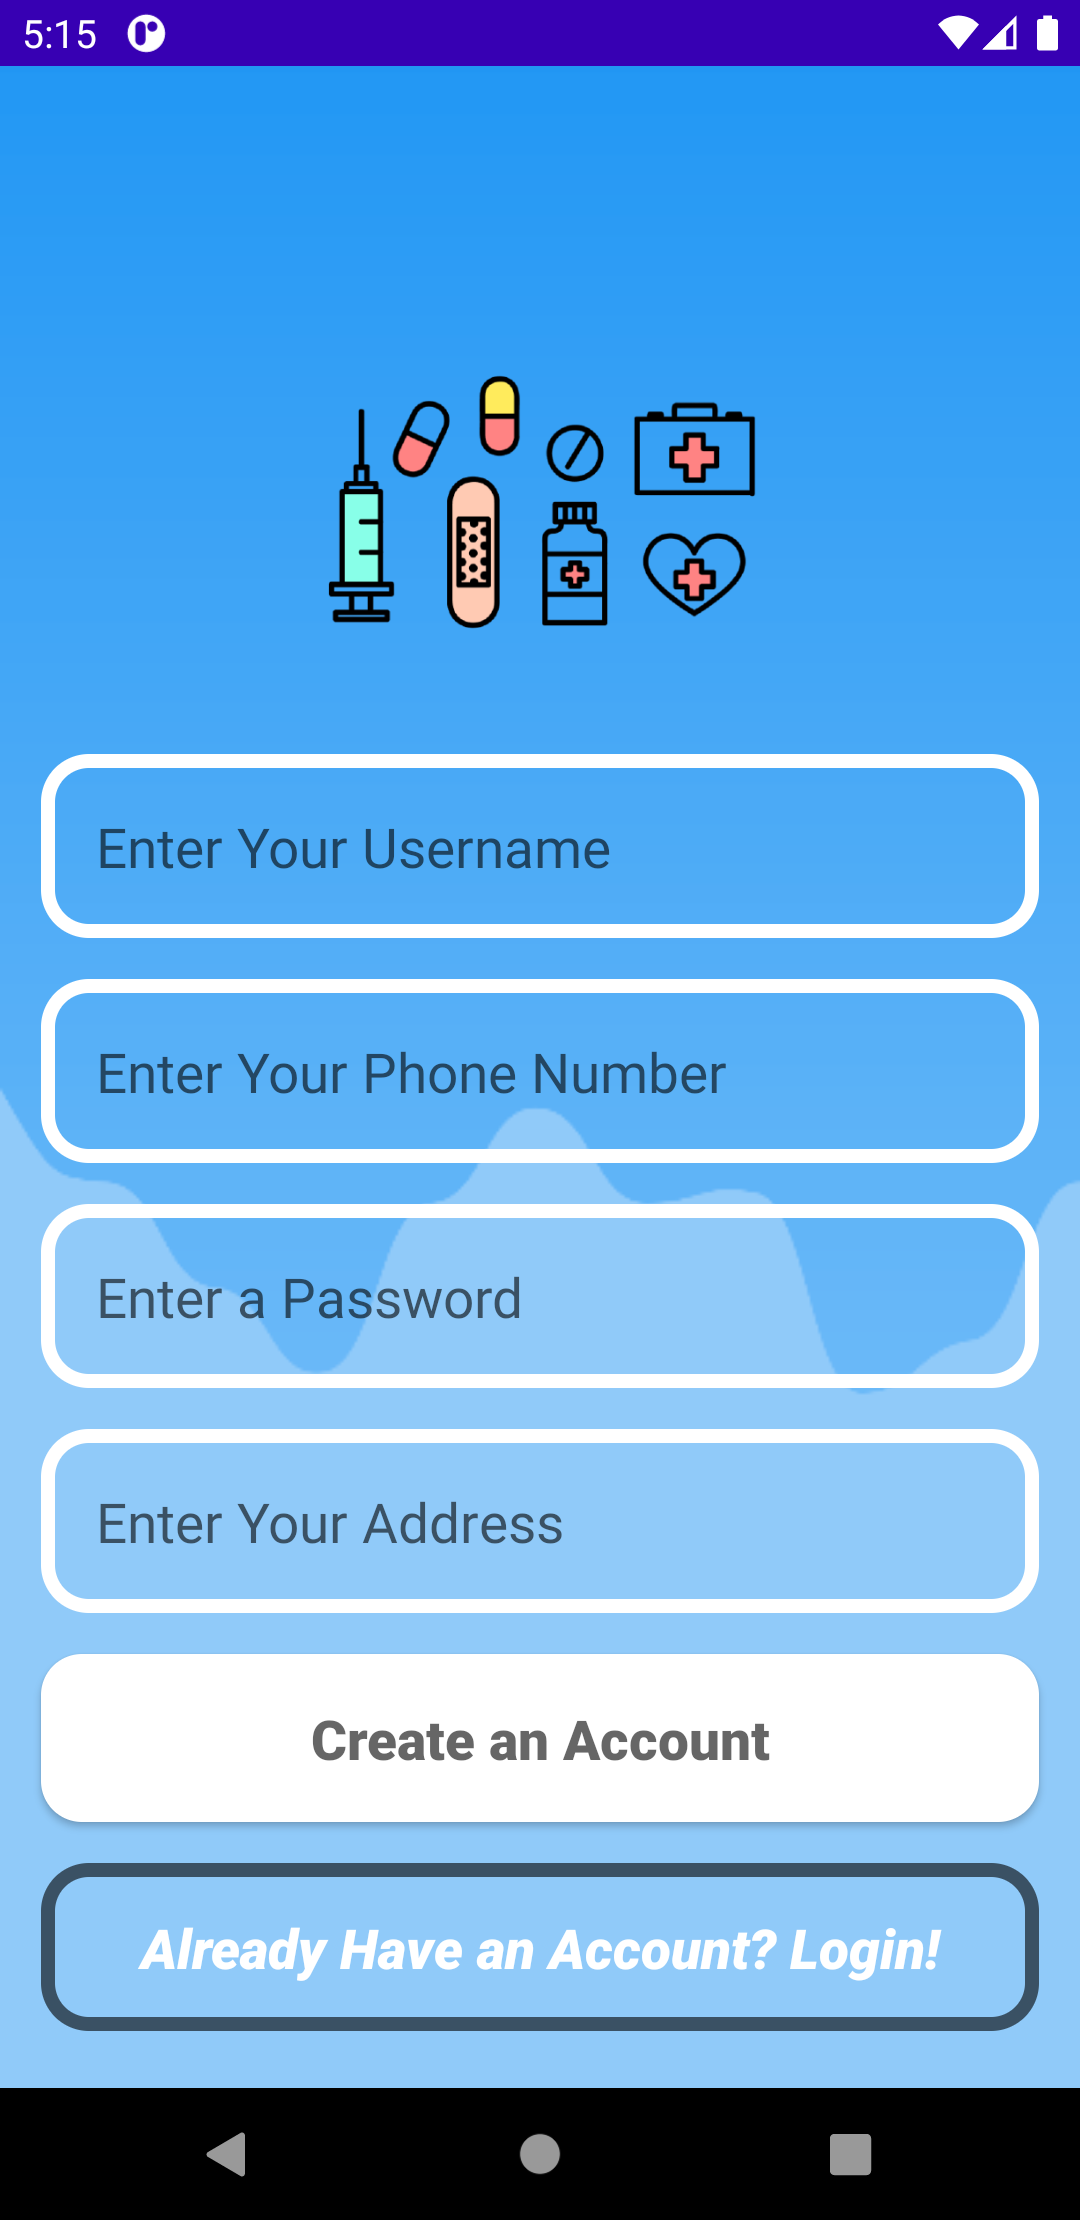 5:15
Enter Your Username
Enter Your Phone Number
Enter a Password
Enter Your Address
Create an Account
Already Have an Account? Login!